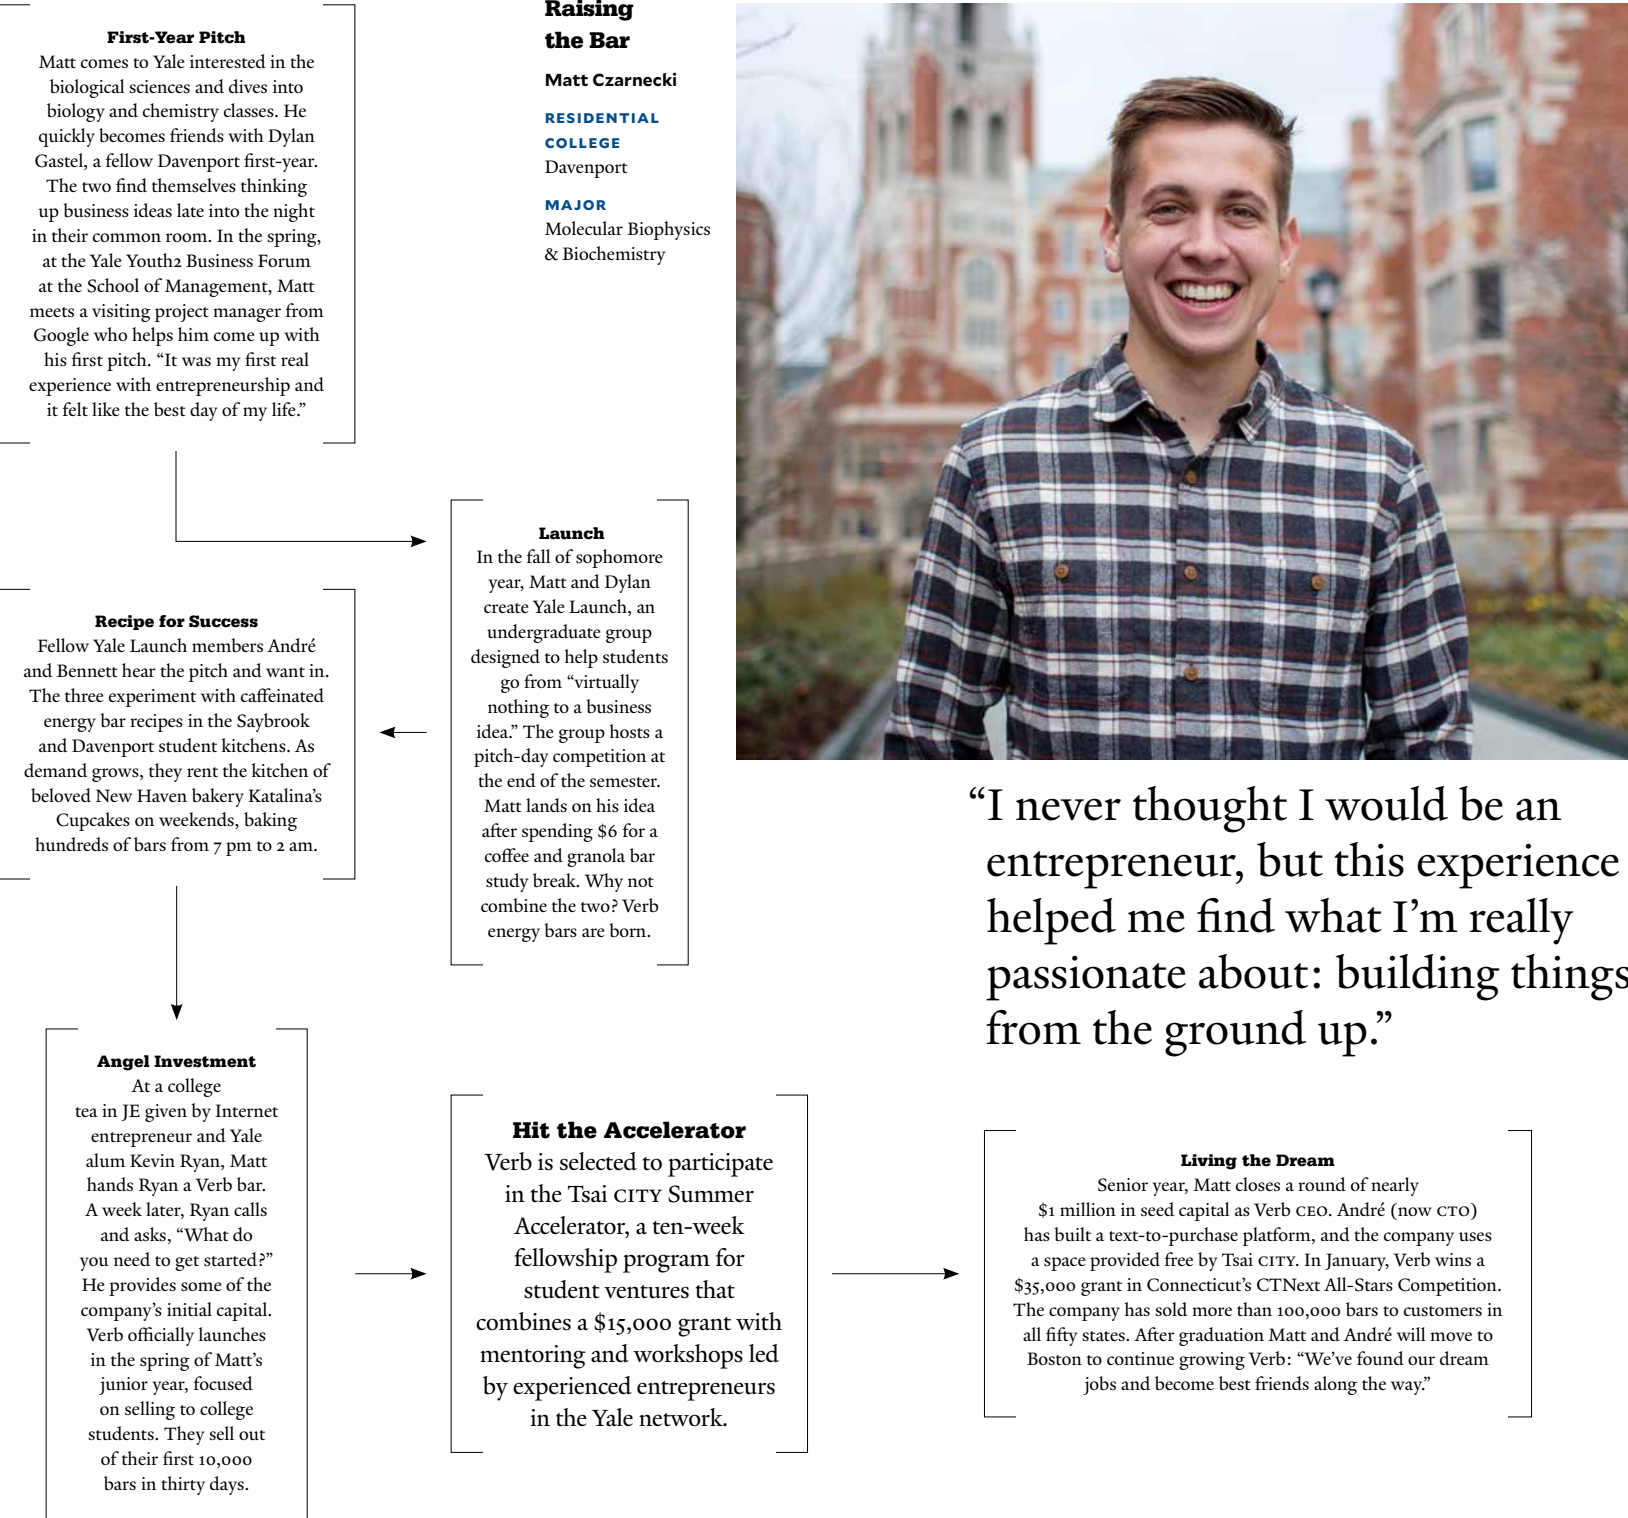 First-Year Pitch
Matt comes to Yale interested in the
biological sciences and dives into
biology and chemistry classes. He
quickly becomes friends with Dylan
Gastel, a fellow Davenport first-year.
The two find themselves thinking
up business ideas late into the night
in their common room. In the spring,
at the Yale Youth2 Business Forum
at the School of Management, Matt
meets a visiting project manager from
Google who helps him come up with
his first pitch. “It was my first real
experience with entrepreneurship and
it felt like the best day of my life.”
Raising
the Bar
Matt Czarnecki
RESIDENTIAL
COLLEGE
Davenport
MAJOR
Molecular Biophysics
& Biochemistry
Launch
In the fall of sophomore
year, Matt and Dylan
create Yale Launch, an
undergraduate group
designed to help students
go from “virtually
nothing to a business
idea.” The group hosts a
pitch-day competition at
the end of the semester.
Matt lands on his idea
after spending $6 for a
coffee and granola bar
study break. Why not
combine the two? Verb
energy bars are born.
Recipe for Success
Fellow Yale Launch members André
and Bennett hear the pitch and want in.
The three experiment with caffeinated
energy bar recipes in the Saybrook
and Davenport student kitchens. As
demand grows, they rent the kitchen of
beloved New Haven bakery Katalina’s
Cupcakes on weekends, baking
hundreds of bars from 7 pm to 2 am.
“I never thought I would be an
entrepreneur, but this experience
helped me find what I’m really
passionate about: building things
from the ground up.”
Angel Investment
At a college
tea in JE given by Internet
entrepreneur and Yale
alum Kevin Ryan, Matt
hands Ryan a Verb bar.
A week later, Ryan calls
and asks, “What do
you need to get started?”
He provides some of the
company’s initial capital.
Verb officially launches
in the spring of Matt’s
junior year, focused
on selling to college
students. They sell out
of their first 10,000
bars in thirty days.
Hit the Accelerator
Verb is selected to participate
in the Tsai CITY Summer
Accelerator, a ten-week
fellowship program for
student ventures that
combines a $15,000 grant with
mentoring and workshops led
by experienced entrepreneurs
in the Yale network.
Living the Dream
Senior year, Matt closes a round of nearly
$1 million in seed capital as Verb CEO. André (now CTO)
has built a text-to-purchase platform, and the company uses
a space provided free by Tsai CITY. In January, Verb wins a
$35,000 grant in Connecticut’s CTNext All-Stars Competition.
The company has sold more than 100,000 bars to customers in
all fifty states. After graduation Matt and André will move to
Boston to continue growing Verb: “We’ve found our dream
jobs and become best friends along the way.”